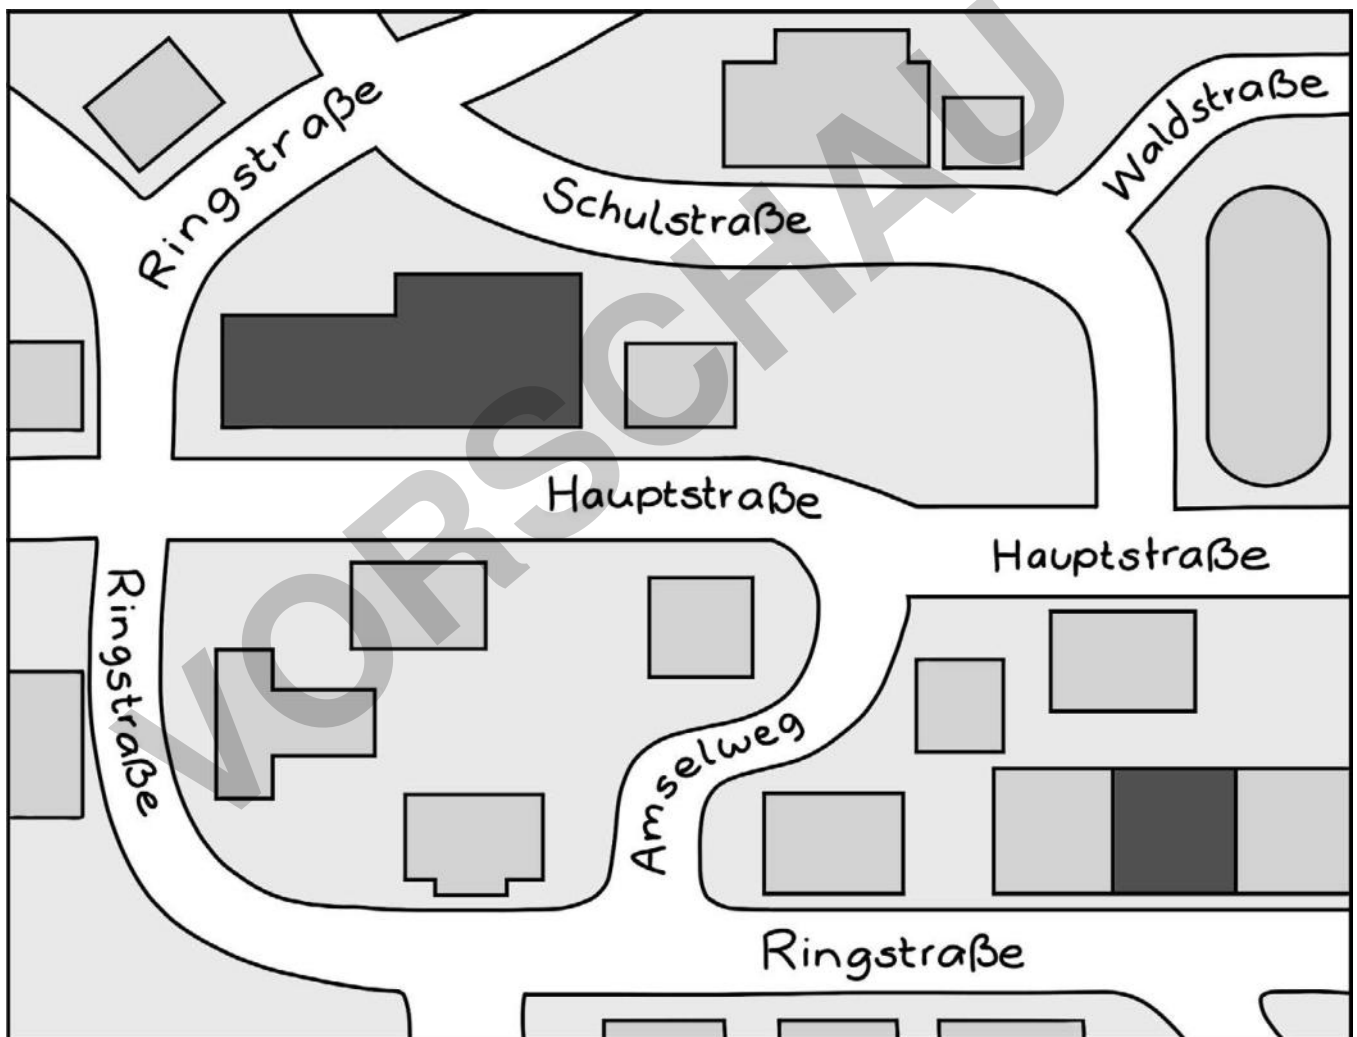 Ringstraße
Schulstraße
Waldstraße
Hauptstraße
Hauptstraße
Ringstraße
Amselweg
Ringstraße
VORSCHAU